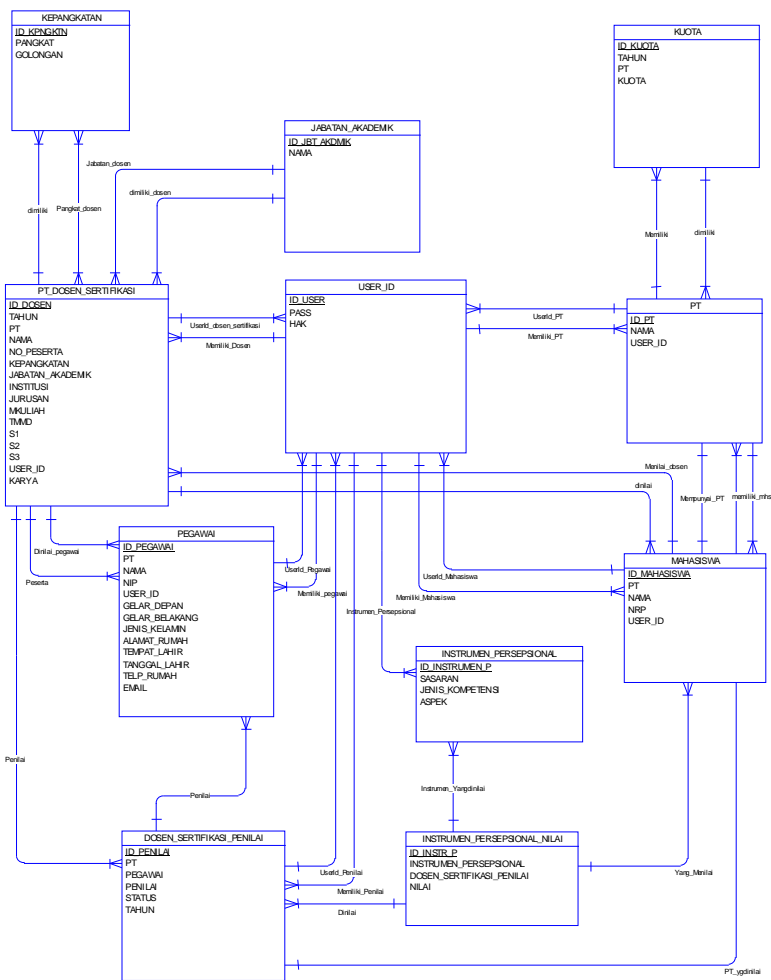 KEPANGKATAN
ID_KPNGKTN
PANGKAT
GOLONGAN
KUOTA
ID_KUOTA
TAHUN
PT
KUOTA
JABATAN_AKADEMIK
ID_JBT_AKDMIK
NAMA
Jabatan_dosen
dimiliki_dosen
dimiliki
Pangkat_dosen
Memiliki
dimiliki
PT_DOSEN_SERTIFIKASI
ID_DOSEN
TAHUN
PT
NAMA
NO_PESERTA
KEPANGKATAN
JABATAN_AKADEMIK
INSTITUSI
JURUSAN
MKULIAH
TMMD
S1
S2
S3
USER_ID
KARYA
USER_ID
ID_USER
PASS
HAK
UserId_dosen_sertifikasi
Memiliki_Dosen
UserId_PT
Memiliki_PT
PT
ID_PT
NAMA
USER_ID
Menilai_dosen
dinilai
Mempunyai_PT
memiliki_mhs
PEGAWAI
ID_PEGAWAI
PT
NAMA
NIP
USER_ID
GELAR_DEPAN
GELAR_BELAKANG
JENIS_KELAMIN
ALAMAT_RUMAH
TEMPAT_LAHIR
TANGGAL_LAHIR
TELP_RUMAH
EMAIL
Dinilai_pegawai
Peserta
UserId_Pegawai
Memiliki_pegawai
Instrumen_Persepsional
UserId_Mahasiswa
Memiliki_Mahasiswa
MAHASISWA
ID_MAHASISWA
PT
NAMA
NRP
USER_ID
INSTRUMEN_PERSEPSIONAL
ID_INSTRUMEN_P
SASARAN
JENIS_KOMPETENSI
ASPEK
Penilai
Penilai
Instrumen_Yangdinilai
DOSEN_SERTIFIKASI_PENILAI
ID_PENILAI
PT
PEGAWAI
PENILAI
STATUS
TAHUN
UserId_Penilai
Memiliki_Penilai
Dinilai
INSTRUMEN_PERSEPSIONAL_NILAI
ID_INSTR_P
INSTRUMEN_PERSEPSIONAL
DOSEN_SERTIFIKASI_PENILAI
NILAI
Yang_Menilai
PT_ygdinilai